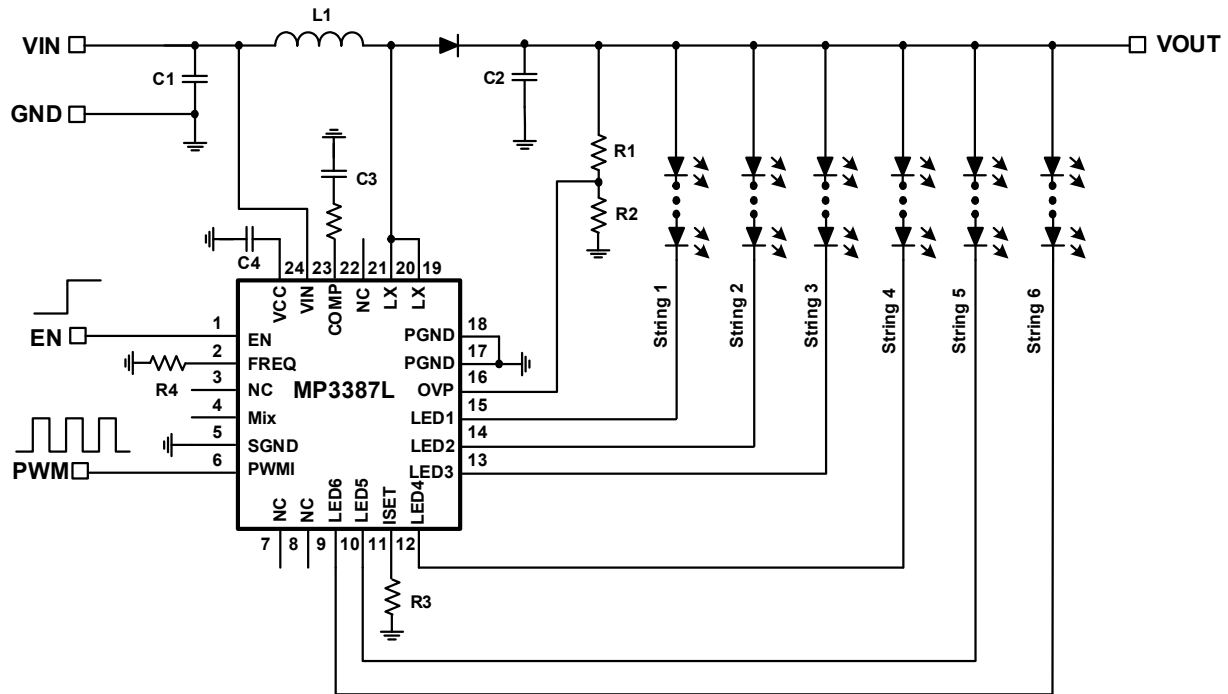 L1
VIN
VOUT
C1
C2
GND
R1
C3
R2
C4
24 23 22 21 20 19
VCC
VIN
COMP
NC
LX
LX
String 1
String 2
String 3
String 4
String 5
String 6
EN
1
EN
18
PGND
2
FREQ
17
PGND
R4
3
NC
MP3387L
16
OVP
4
Mix
15
LED1
5
SGND
14
LED2
PWM
6
PWMI
13
LED3
NC
NC
LED6
LED5
ISET
LED4
7 8 9 10 11 12
R3